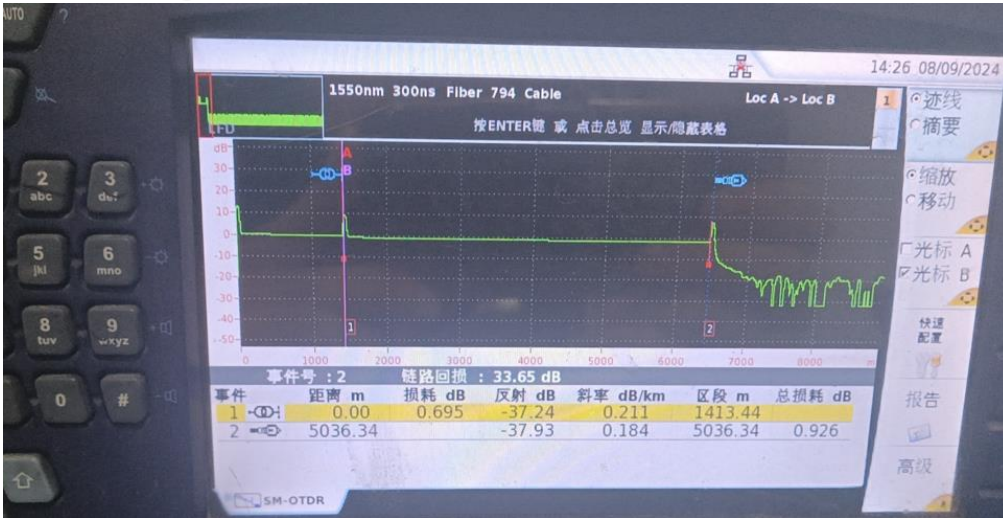 AUTO
?
14:26 08/09/2024
1550nm 300ns Fiber 794 Cable
Loc A -> Loc B
1
迹线
摘要
LFD
按ENTER键 或 点击总览 显示/隐藏表格
dB
30
20
10
0
-10
-20
-30
-40
-50
A
B
1
2
0 1000 2000 3000 4000 5000 6000 7000 8000 m
缩放
移动
光标 A
光标 B
快速
配置
报告
高级
事件号 : 2 链路回损 : 33.65 dB
事件 距离 m 损耗 dB 反射 dB 斜率 dB/km 区段 m 总损耗 dB
1 0.00 0.695 -37.24 0.211 1413.44
2 5036.34 -37.93 0.184 5036.34 0.926
SM-OTDR
2
abc
3
def
5
jkl
6
mno
8
tuv
9
wxyz
0
#